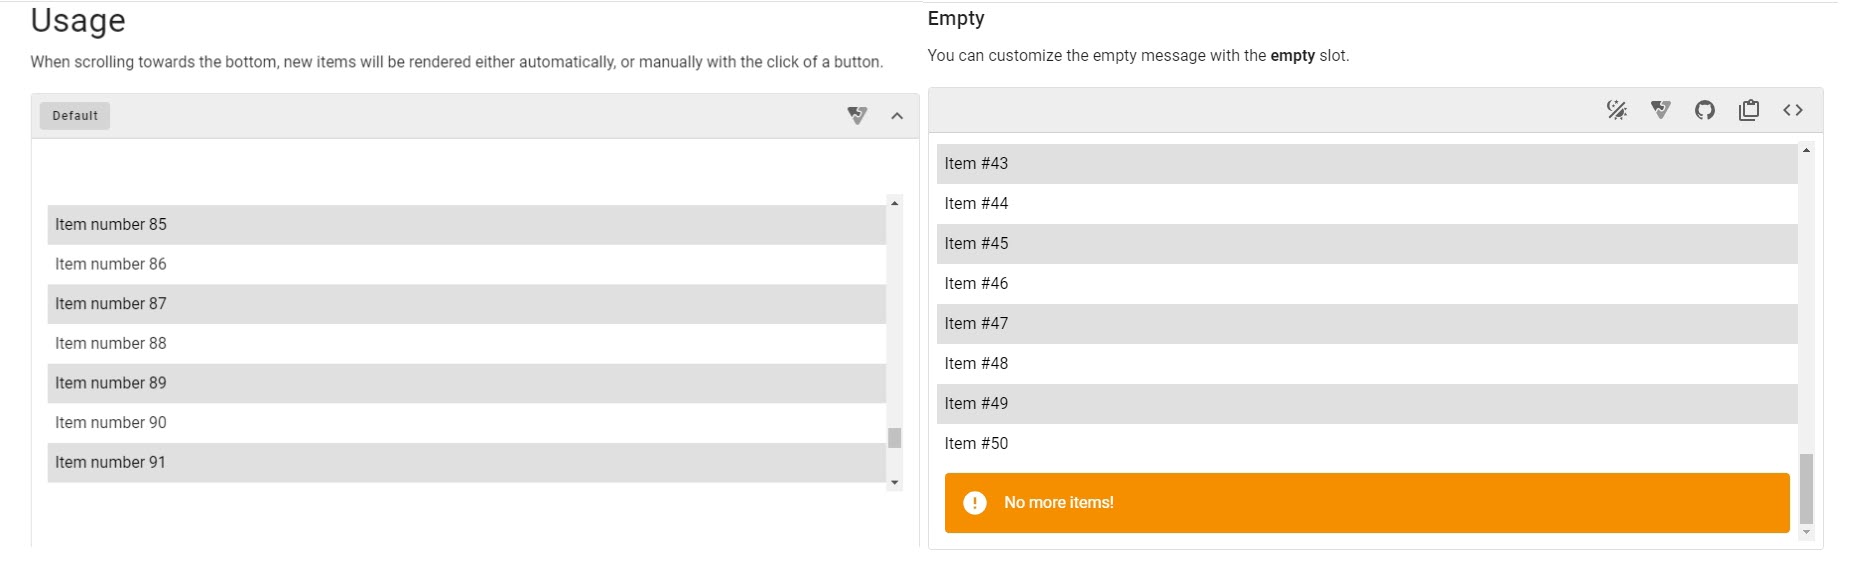 Usage
When scrolling towards the bottom, new items will be rendered either automatically, or manually with the click of a button.
Default
Item number 85
Item number 86
Item number 87
Item number 88
Item number 89
Item number 90
Item number 91
Empty
You can customize the empty message with the empty slot.
Item #43
Item #44
Item #45
Item #46
Item #47
Item #48
Item #49
Item #50
No more items!